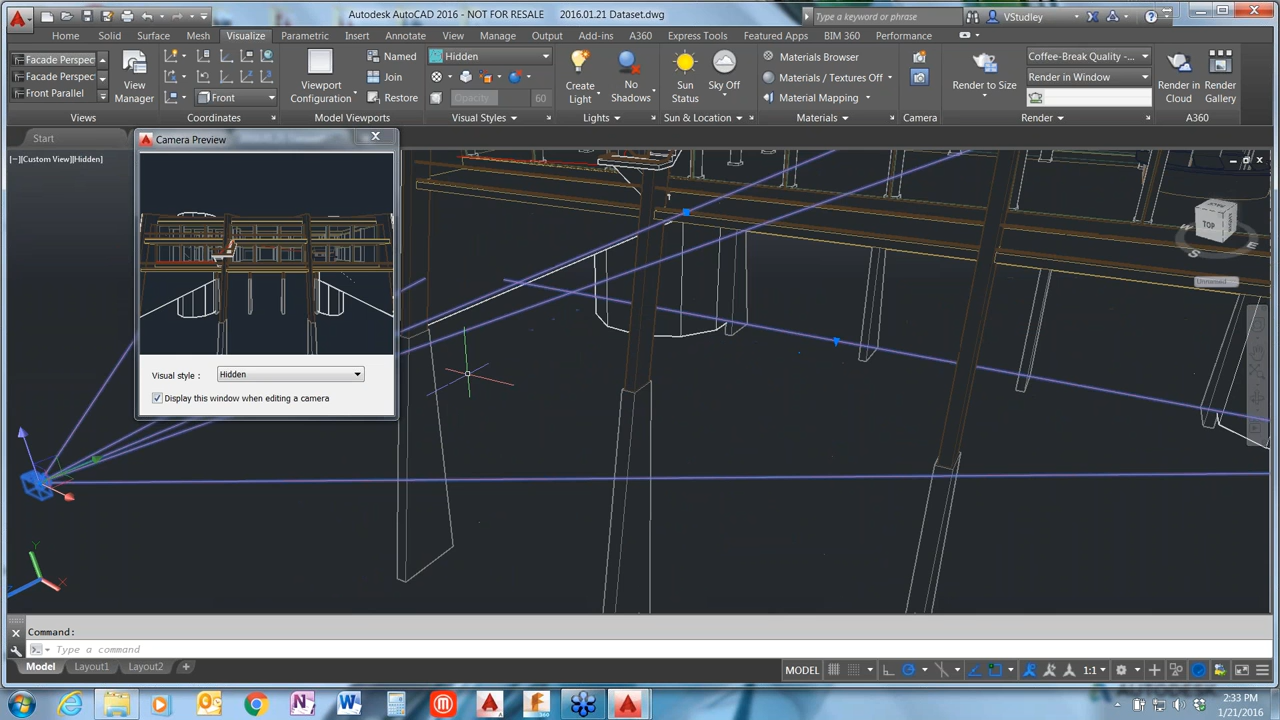 Autodesk AutoCAD 2016 - NOT FOR RESALE 2016.01.21 Dataset.dwg
Type a keyword or phrase
VStudley
Home Solid Surface Mesh Visualize Parametric Insert Annotate View Manage Output Add-ins A360 Express Tools Featured Apps BIM 360 Performance
Facade Perspec
Facade Perspec
Front Parallel
View
Manager
Views
Front
Coordinates
Viewport
Configuration
Named
Join
Restore
Model Viewports
Hidden
Opacity 60
Visual Styles
Create
Light
No
Shadows
Lights
Sun
Status
Sky Off
Sun & Location
Materials Browser
Materials / Textures Off
Material Mapping
Materials
Camera
Render to Size
Coffee-Break Quality -...
Render in Window
Render
Render in
Cloud
Render
Gallery
A360
Start
[−][Custom View][Hidden]
Camera Preview
Visual style :
Hidden
Display this window when editing a camera
TOP
S
E
Unnamed
Y
X
Command:
Type a command
Model Layout1 Layout2 +
MODEL
1:1
2:33 PM
1/21/2016